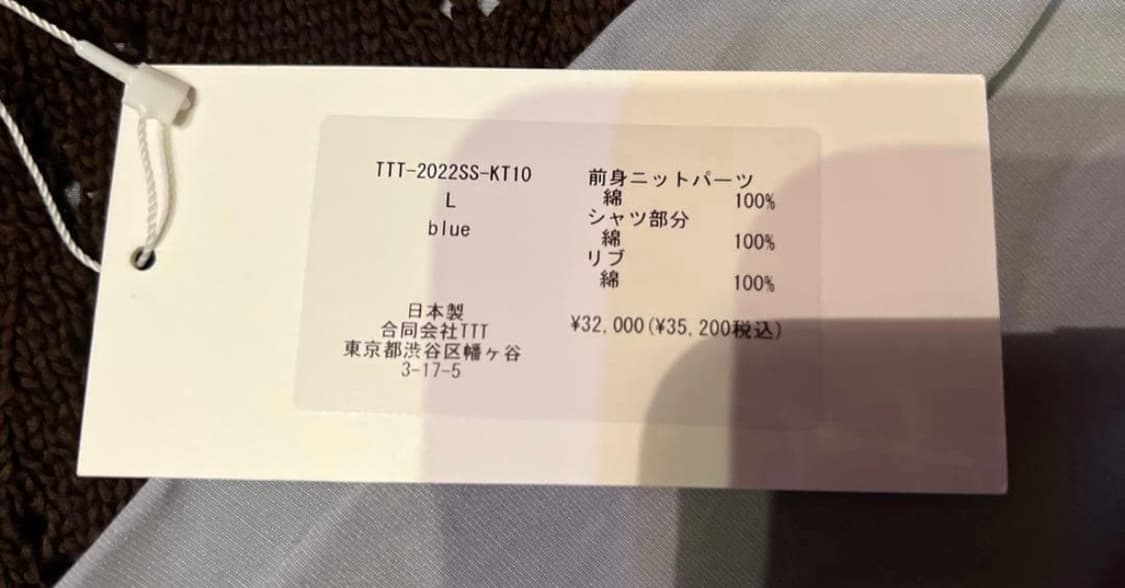 TTT-2022SS-KT10
L
blue
日本製
合同会社TTT
東京都渋谷区幡ヶ谷
3-17-5
前身ニットパーツ
綿 100%
シャツ部分
綿 100%
リブ
綿 100%
¥32,000(¥35,200税込)